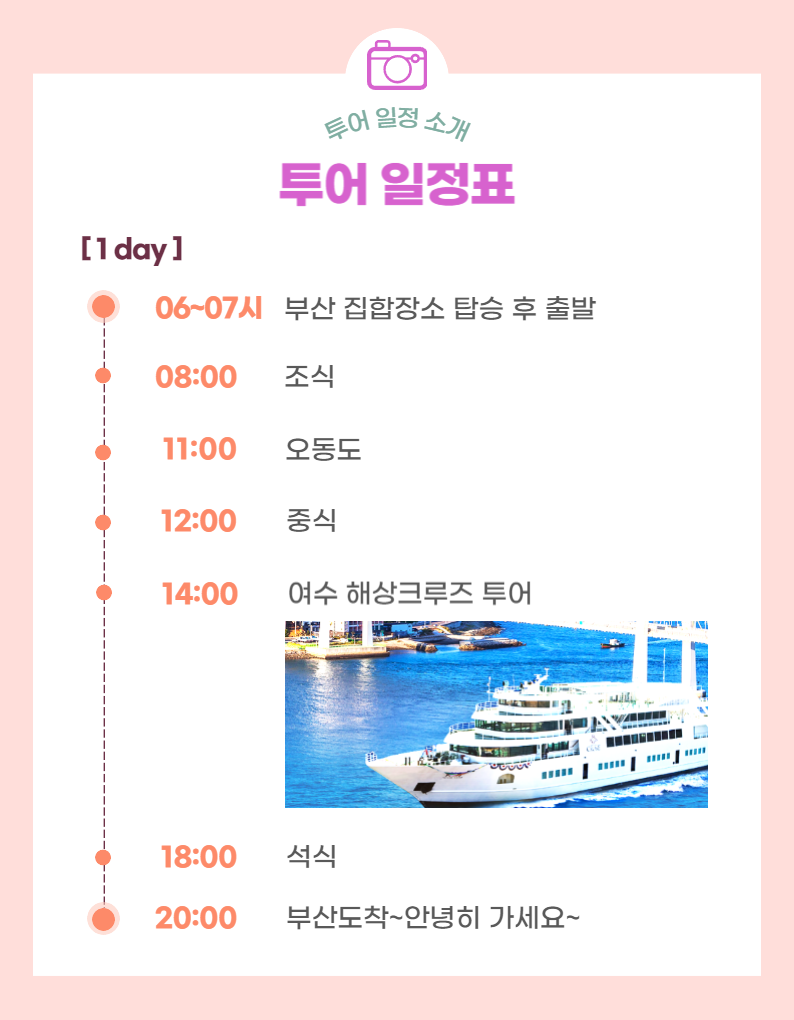 투어 일정 소개
투어 일정표
[ 1 day ]
06~07시 부산 집합장소 탑승 후 출발
08:00 조식
11:00 오동도
12:00 중식
14:00 여수 해상크루즈 투어
18:00 석식
20:00 부산도착~안녕히 가세요~